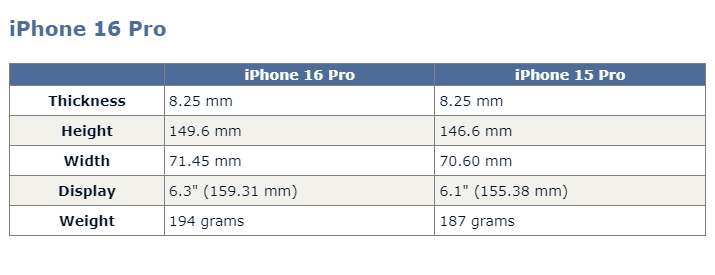 iPhone 16 Pro
iPhone 16 Pro iPhone 15 Pro
Thickness 8.25 mm 8.25 mm
Height 149.6 mm 146.6 mm
Width 71.45 mm 70.60 mm
Display 6.3" (159.31 mm) 6.1" (155.38 mm)
Weight 194 grams 187 grams